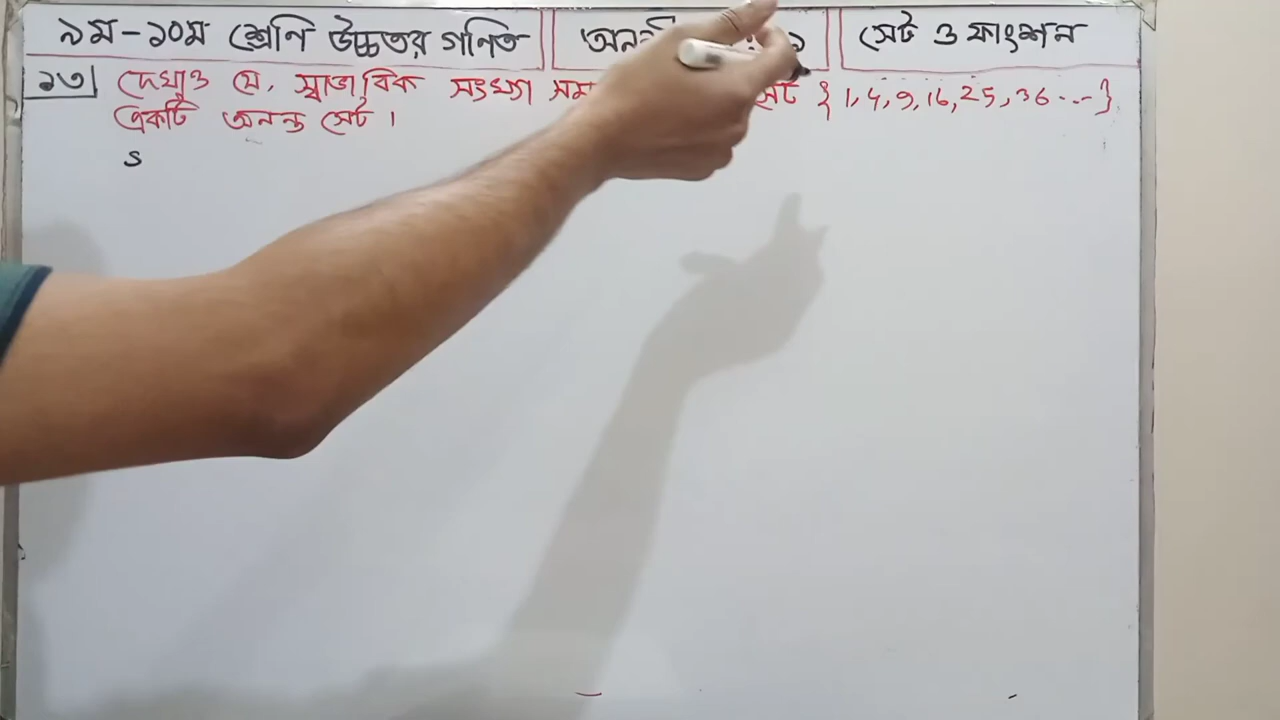 ৯ম-১০ম শ্রেণি উচ্চতর গণিত
সেট ও ফাংশন
১৩| দেখাও যে, স্বাভাবিক সংখ্যা সেট {1,4,9,16,25,36...}
একটি অনন্ত সেট।
S